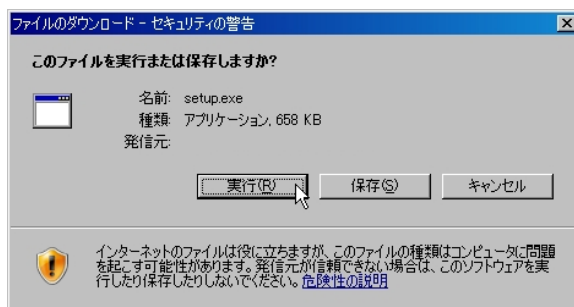 ファイルのダウンロード - セキュリティの警告
このファイルを実行または保存しますか?
名前: setup.exe
種類: アプリケーション, 658 KB
発信元:
実行(R) 保存(S) キャンセル
インターネットのファイルは役に立ちますが、このファイルの種類はコンピュータに問題
を起こす可能性があります。発信元が信頼できない場合は、このソフトウェアを実
行したり保存したりしないでください。危険性の説明